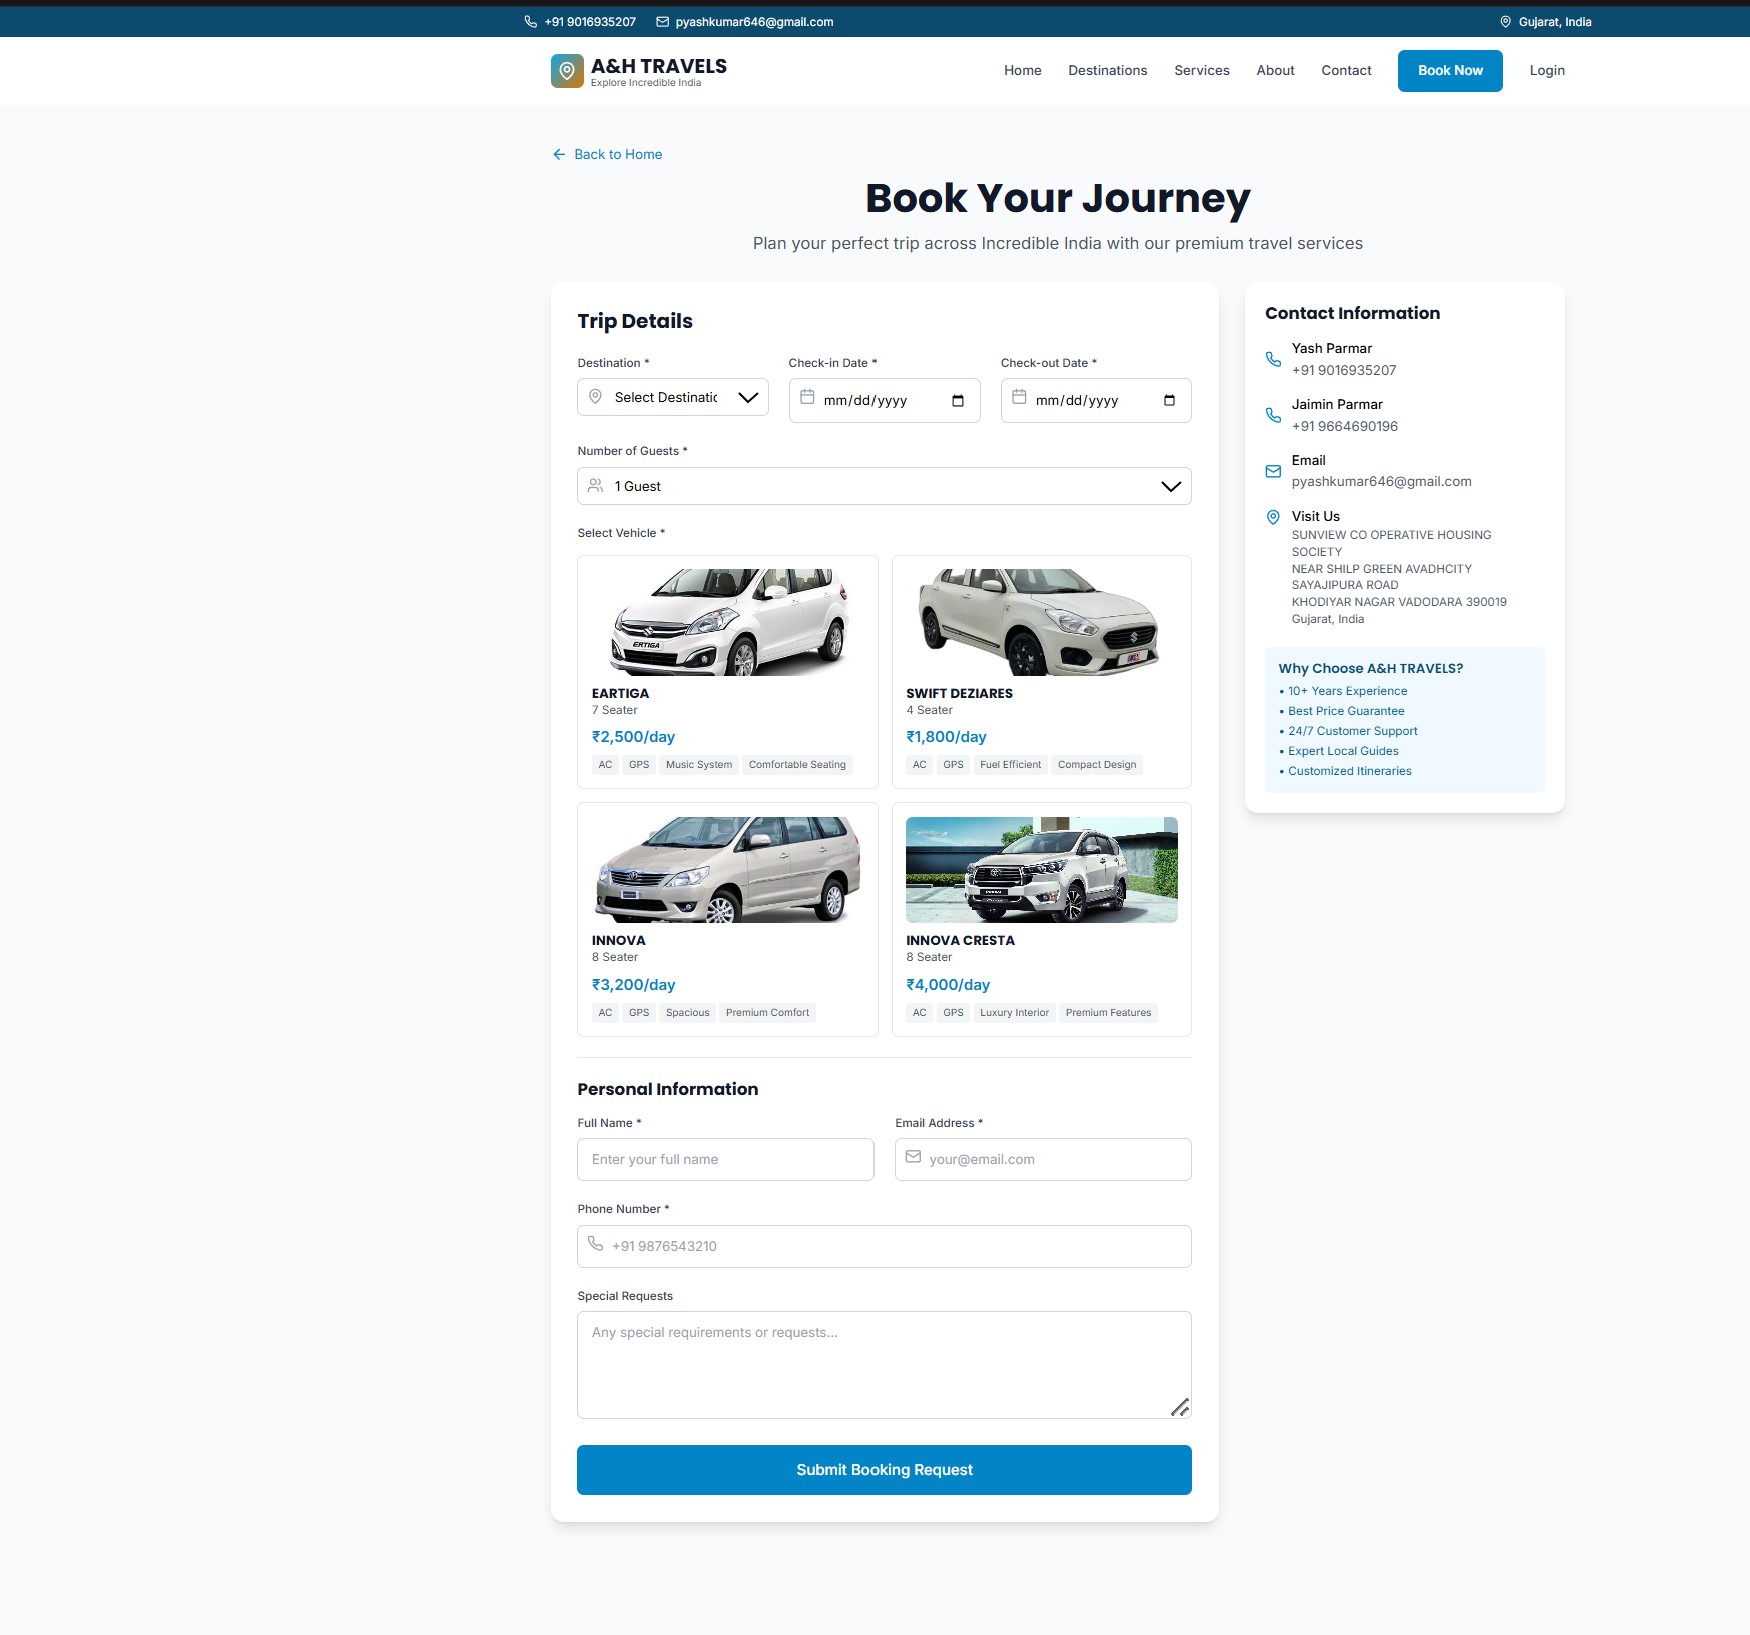 +91 9016935207
pyashkumar646@gmail.com
Gujarat, India
A&H TRAVELS
Explore Incredible India
Home
Destinations
Services
About
Contact
Book Now
Login
Back to Home
Book Your Journey
Plan your perfect trip across Incredible India with our premium travel services
Trip Details
Destination *
Check-in Date *
Check-out Date *
Select Destinatic
mm/dd/yyyy
mm/dd/yyyy
Number of Guests *
1 Guest
Select Vehicle *
ERTIGA
EARTIGA
7 Seater
₹2,500/day
AC
GPS
Music System
Comfortable Seating
SWIFT DEZIARES
4 Seater
₹1,800/day
AC
GPS
Fuel Efficient
Compact Design
INNOVA
8 Seater
₹3,200/day
AC
GPS
Spacious
Premium Comfort
INNOVA CRESTA
8 Seater
₹4,000/day
AC
GPS
Luxury Interior
Premium Features
Personal Information
Full Name *
Email Address *
Enter your full name
your@email.com
Phone Number *
+91 9876543210
Special Requests
Any special requirements or requests...
Submit Booking Request
Contact Information
Yash Parmar
+91 9016935207
Jaimin Parmar
+91 9664690196
Email
pyashkumar646@gmail.com
Visit Us
SUNVIEW CO OPERATIVE HOUSING
SOCIETY
NEAR SHILP GREEN AVADHCITY
SAYAJIPURA ROAD
KHODIYAR NAGAR VADODARA 390019
Gujarat, India
Why Choose A&H TRAVELS?
• 10+ Years Experience
• Best Price Guarantee
• 24/7 Customer Support
• Expert Local Guides
• Customized Itineraries